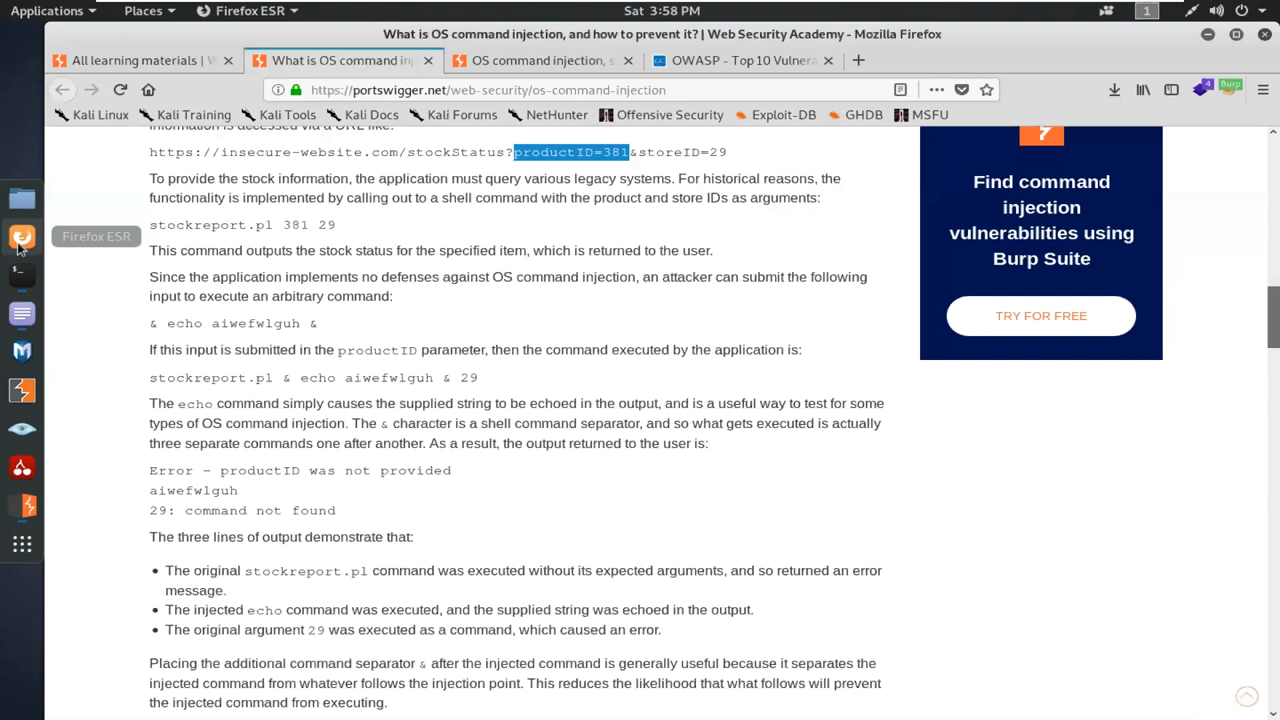 Applications
Places
Firefox ESR
Sat 3:58 PM
1
What is OS command injection, and how to prevent it? | Web Security Academy - Mozilla Firefox
All learning materials | W
What is OS command inj
OS command injection, s
OWASP - Top 10 Vulnera
https://portswigger.net/web-security/os-command-injection
4
Burp
Kali Linux
Kali Training
Kali Tools
Kali Docs
Kali Forums
NetHunter
Offensive Security
Exploit-DB
GHDB
MSFU
information is accessed via a URL like:
https://insecure-website.com/stockStatus?productID=381&storeID=29
To provide the stock information, the application must query various legacy systems. For historical reasons, the
functionality is implemented by calling out to a shell command with the product and store IDs as arguments:
stockreport.pl 381 29
This command outputs the stock status for the specified item, which is returned to the user.
Since the application implements no defenses against OS command injection, an attacker can submit the following
input to execute an arbitrary command:
& echo aiwefwlguh &
If this input is submitted in the productID parameter, then the command executed by the application is:
stockreport.pl & echo aiwefwlguh & 29
The echo command simply causes the supplied string to be echoed in the output, and is a useful way to test for some
types of OS command injection. The & character is a shell command separator, and so what gets executed is actually
three separate commands one after another. As a result, the output returned to the user is:
Error - productID was not provided
aiwefwlguh
29: command not found
The three lines of output demonstrate that:
• The original stockreport.pl command was executed without its expected arguments, and so returned an error
message.
• The injected echo command was executed, and the supplied string was echoed in the output.
• The original argument 29 was executed as a command, which caused an error.
Placing the additional command separator & after the injected command is generally useful because it separates the
injected command from whatever follows the injection point. This reduces the likelihood that what follows will prevent
the injected command from executing.
Find command
injection
vulnerabilities using
Burp Suite
TRY FOR FREE
Firefox ESR